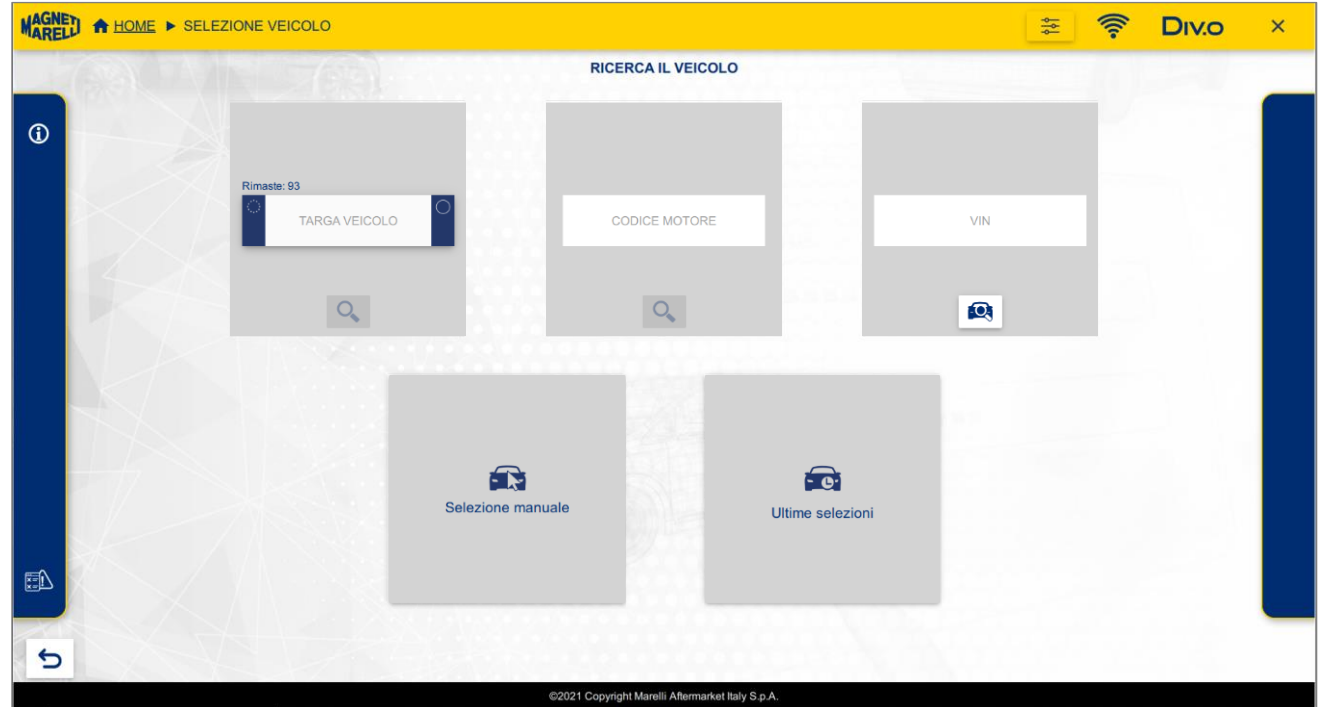 MAGNETI
MARELLI
HOME ► SELEZIONE VEICOLO
DIV.O
RICERCA IL VEICOLO
Rimaste: 93
TARGA VEICOLO
CODICE MOTORE
VIN
Selezione manuale
Ultime selezioni
©2021 Copyright Marelli Aftermarket Italy S.p.A.